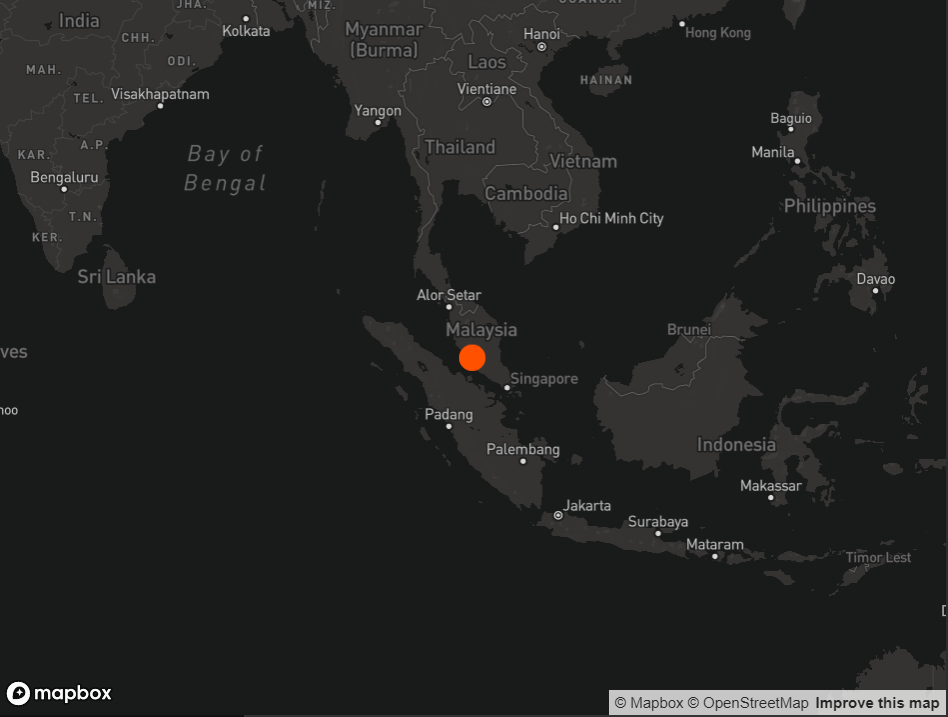 JHA.
MIZ.
GUANGXI
India
Kolkata
Myanmar
(Burma)
Hanoi
Hong Kong
CHH.
ODI.
Laos
MAH.
HAINAN
TEL.
Visakhapatnam
Vientiane
Yangon
Baguio
A.P.
KAR.
Bay of
Bengal
Thailand
Vietnam
Manila
Bengaluru
Cambodia
Philippines
T.N.
Ho Chi Minh City
KER.
Sri Lanka
Davao
Alor Setar
Malaysia
Brunei
ves
Singapore
hoo
Padang
Palembang
Indonesia
Makassar
Jakarta
Surabaya
Mataram
Timor Lest
mapbox
© Mapbox © OpenStreetMap Improve this map